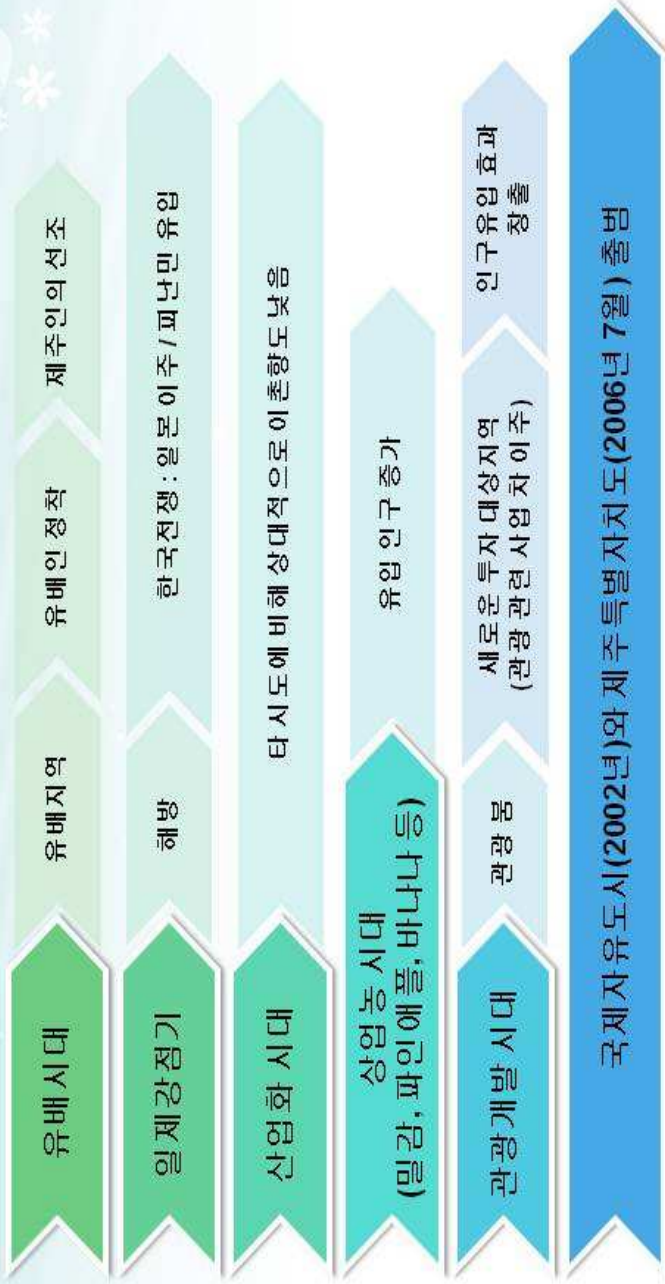 유배시대
유배지역
유배인 정착
제주인의 선조
일제강점기
해방
한국전쟁 : 일본 이주 / 피난민 유입
산업화 시대
타 시도에 비해 상대적으로 이촌향도 낮음
상업농 시대
(밀감, 파인애플, 바나나 등)
유입 인구 증가
관광개발 시대
관광 붐
새로운 투자 대상지역
(관광 관련 사업 차 이주)
인구유입 효과
창출
국제자유도시(2002년)와 제주특별자치도(2006년 7월) 출범